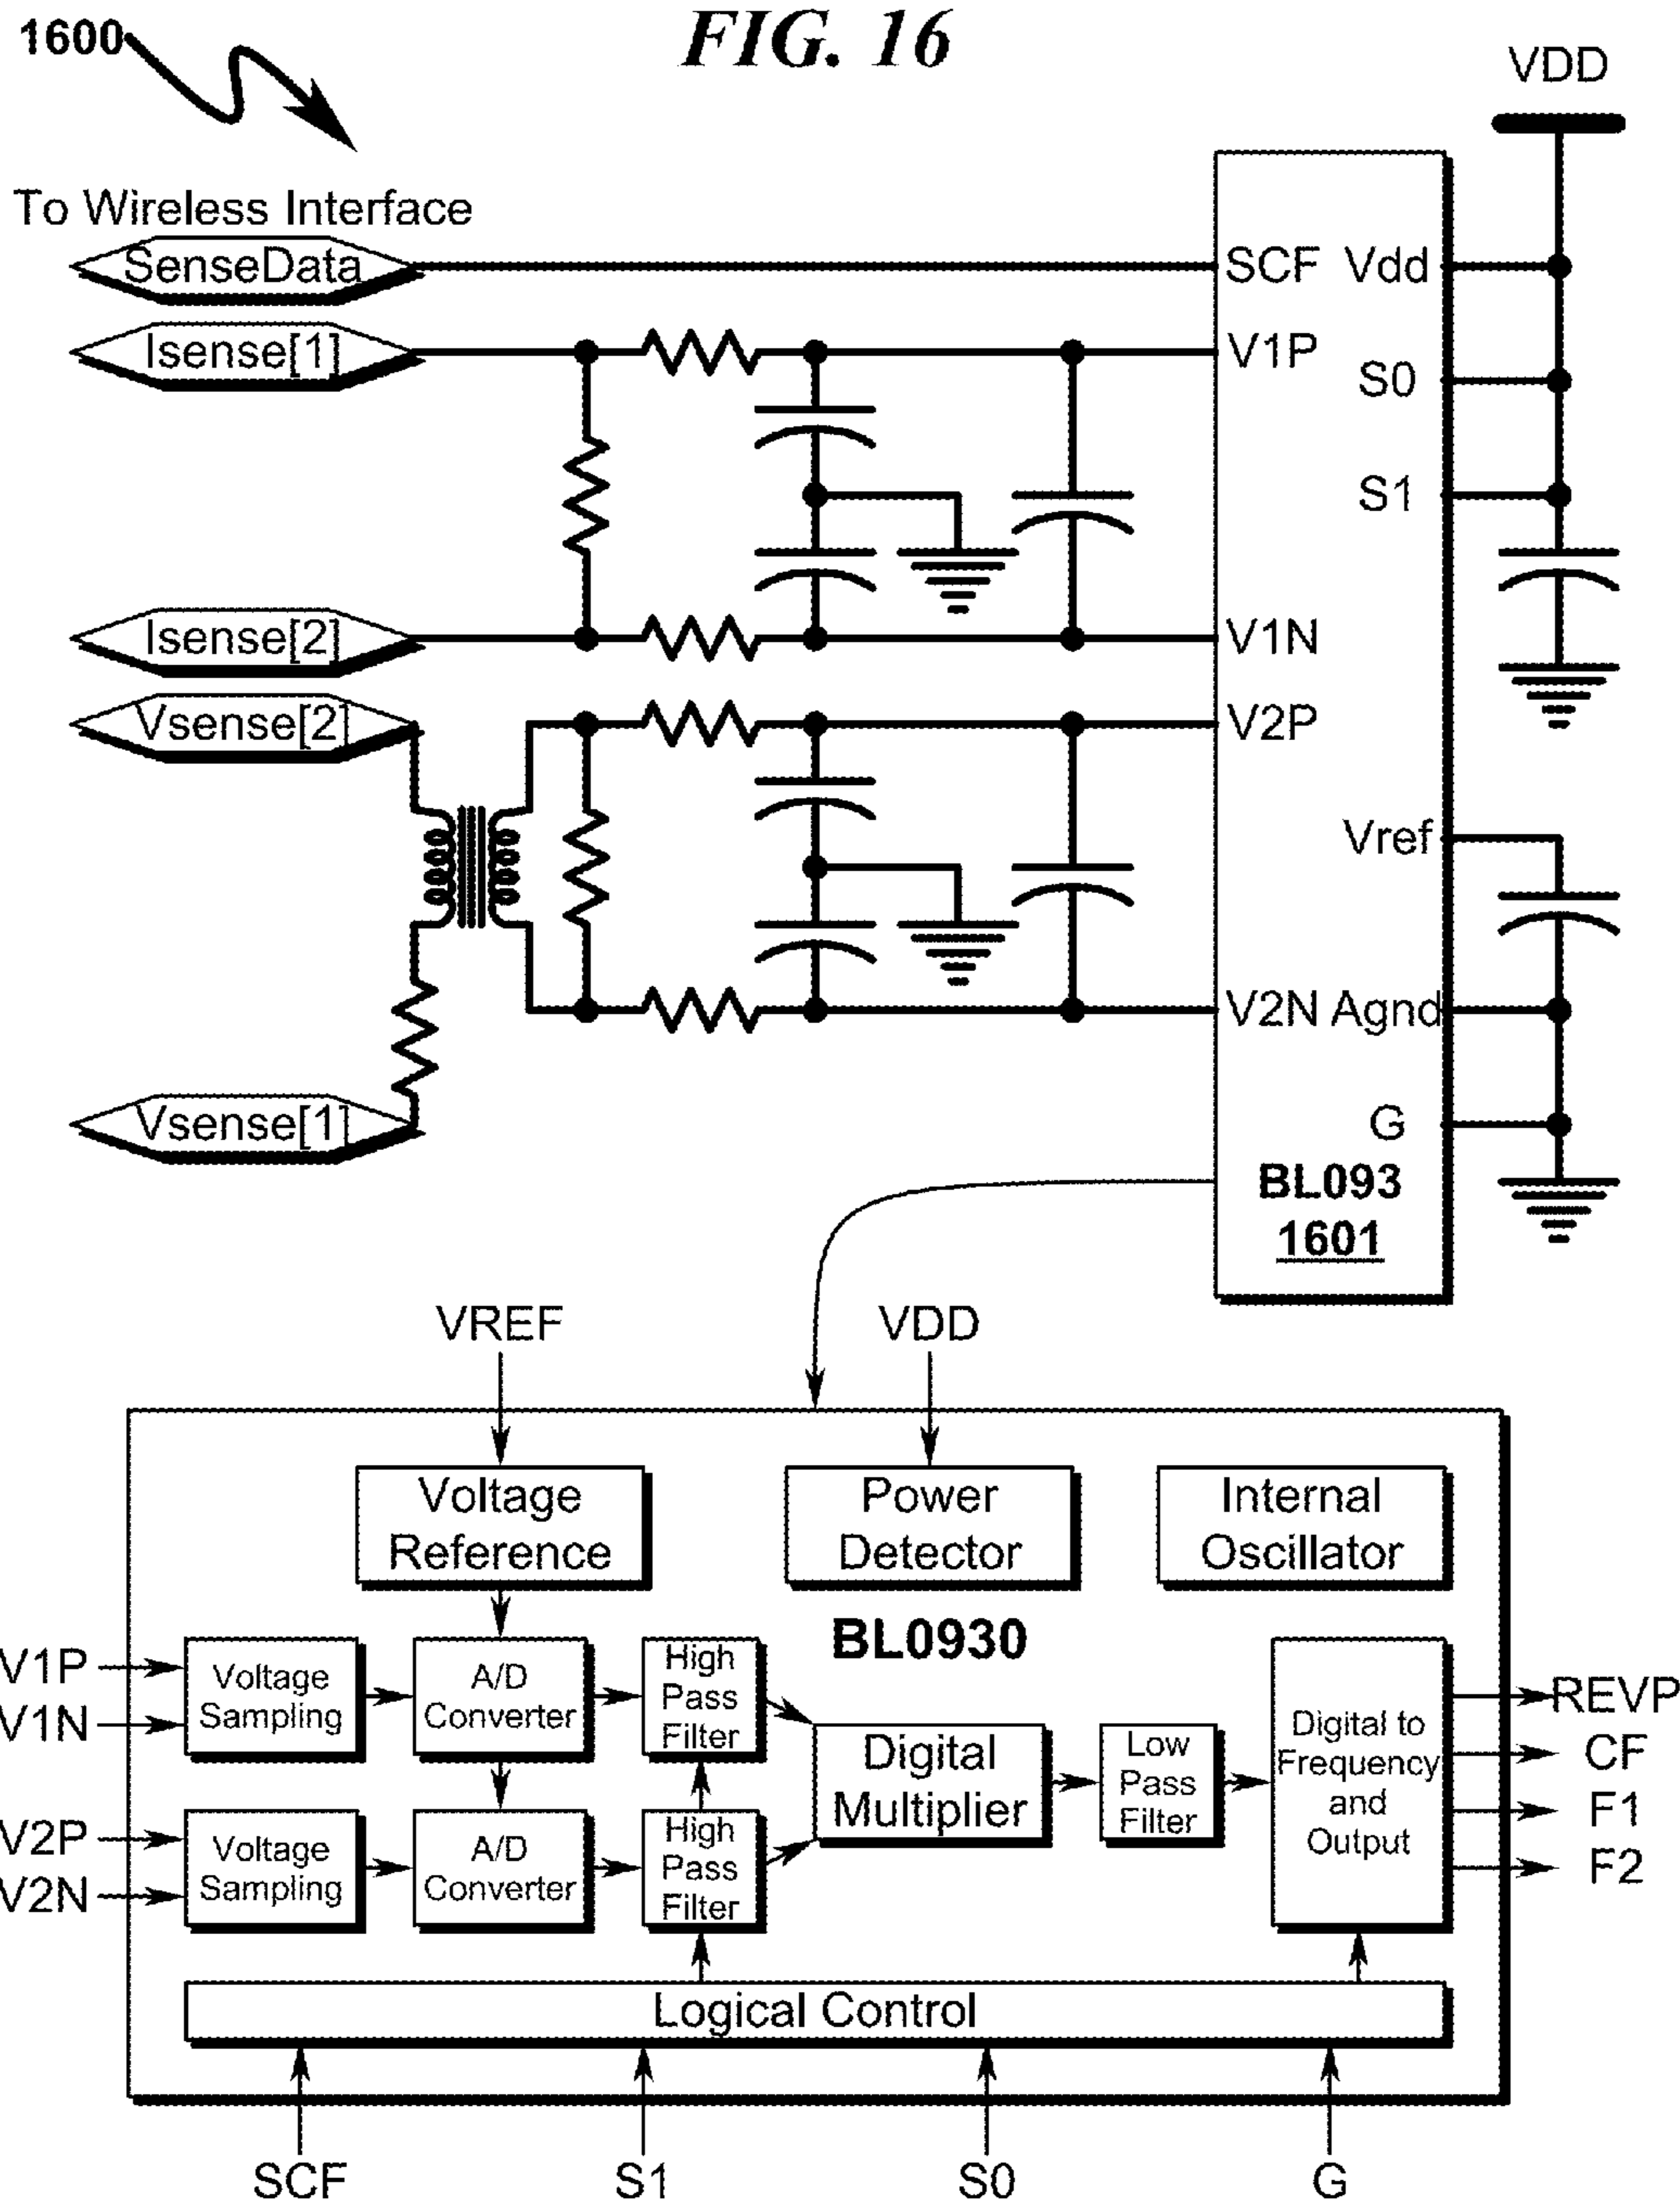 FIG. 16
1600
VDD
To Wireless Interface
SenseData
SCF
Vdd
Isense[1]
V1P
S0
S1
Isense[2]
V1N
Vsense[2]
V2P
Vref
V2N
Agnd
Vsense[1]
G
BL093
1601
VREF
VDD
Voltage
Reference
Power
Detector
Internal
Oscillator
BL0930
V1P
V1N
Voltage
Sampling
A/D
Converter
High
Pass
Filter
Digital
Multiplier
Low
Pass
Filter
Digital to
Frequency
and
Output
REVP
CF
F1
F2
V2P
V2N
Voltage
Sampling
A/D
Converter
High
Pass
Filter
Logical Control
SCF
S1
S0
G